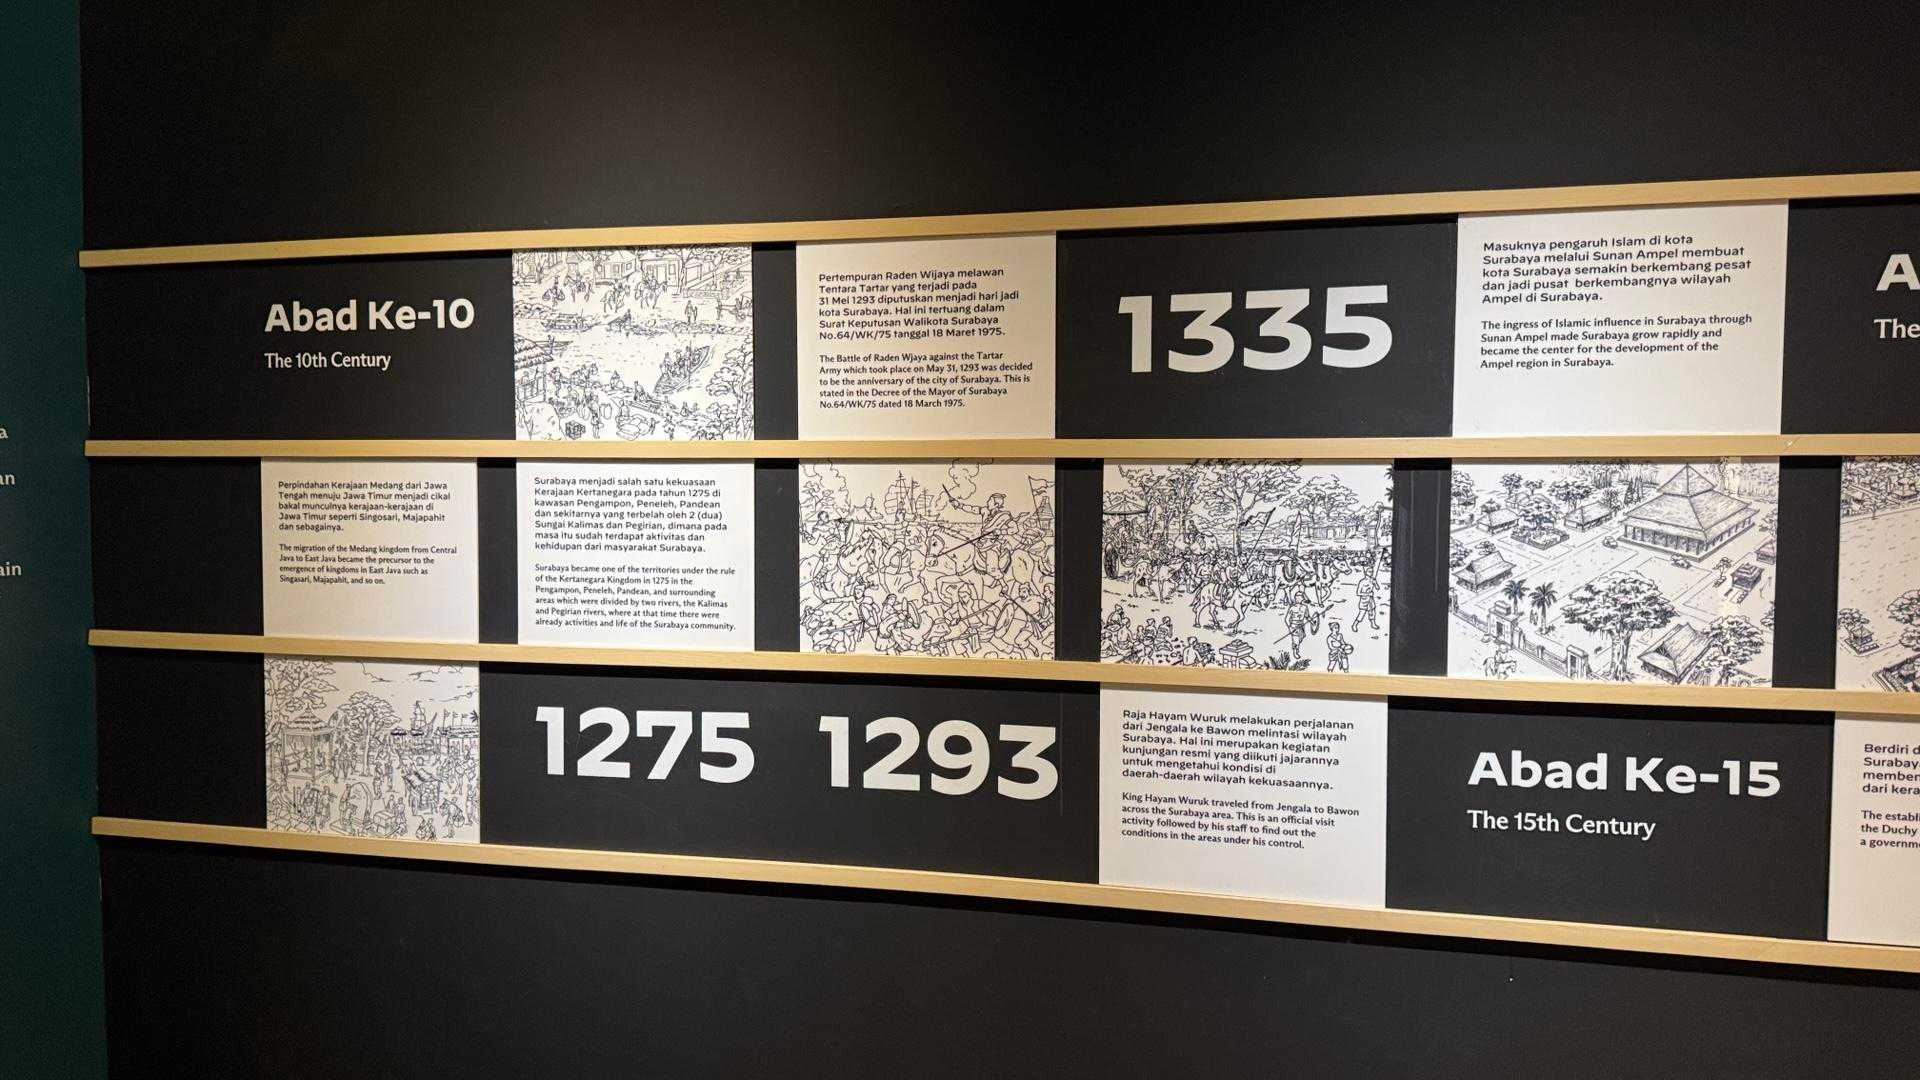 a
an
ain
Abad Ke-10
The 10th Century
Perpindahan Kerajaan Medang dari Jawa
Tengah menuju Jawa Timur menjadi cikal
bakal munculnya kerajaan-kerajaan di
Jawa Timur seperti Singosari, Majapahit
dan sebagainya.
The migration of the Medang kingdom from Central
Java to East Java became the precursor to the
emergence of kingdoms in East Java such as
Singasari, Majapahit, and so on.
Surabaya menjadi salah satu kekuasaan
Kerajaan Kertanegara pada tahun 1275 di
kawasan Pengampon, Peneleh, Pandean
dan sekitarnya yang terbelah oleh 2 (dua)
Sungai Kalimas dan Pegirian, dimana pada
masa itu sudah terdapat aktivitas dan
kehidupan dari masyarakat Surabaya.
Surabaya became one of the territories under the rule
of the Kertanegara Kingdom in 1275 in the
Pengampon, Peneleh, Pandean, and surrounding
areas which were divided by two rivers, the Kalimas
and Pegirian rivers, where at that time there were
already activities and life of the Surabaya community.
1275
Pertempuran Raden Wijaya melawan
Tentara Tartar yang terjadi pada
31 Mei 1293 diputuskan menjadi hari jadi
kota Surabaya. Hal ini tertuang dalam
Surat Keputusan Walikota Surabaya
No.64/WK/75 tanggal 18 Maret 1975.
The Battle of Raden Wjaya against the Tartar
Army which took place on May 31, 1293 was decided
to be the anniversary of the city of Surabaya. This is
stated in the Decree of the Mayor of Surabaya
No.64/WK/75 dated 18 March 1975.
1293
1335
Raja Hayam Wuruk melakukan perjalanan
dari Jengala ke Bawon melintasi wilayah
Surabaya. Hal ini merupakan kegiatan
kunjungan resmi yang diikuti jajarannya
untuk mengetahui kondisi di
daerah-daerah wilayah kekuasaannya.
King Hayam Wuruk traveled from Jengala to Bawon
across the Surabaya area. This is an official visit
activity followed by his staff to find out the
conditions in the areas under his control.
Masuknya pengaruh Islam di kota
Surabaya melalui Sunan Ampel membuat
kota Surabaya semakin berkembang pesat
dan jadi pusat berkembangnya wilayah
Ampel di Surabaya.
The ingress of Islamic influence in Surabaya through
Sunan Ampel made Surabaya grow rapidly and
became the center for the development of the
Ampel region in Surabaya.
Abad Ke-15
The 15th Century
A
The
Berdiri d
Surabay
member
dari kera
The establi
the Duchy
a governm